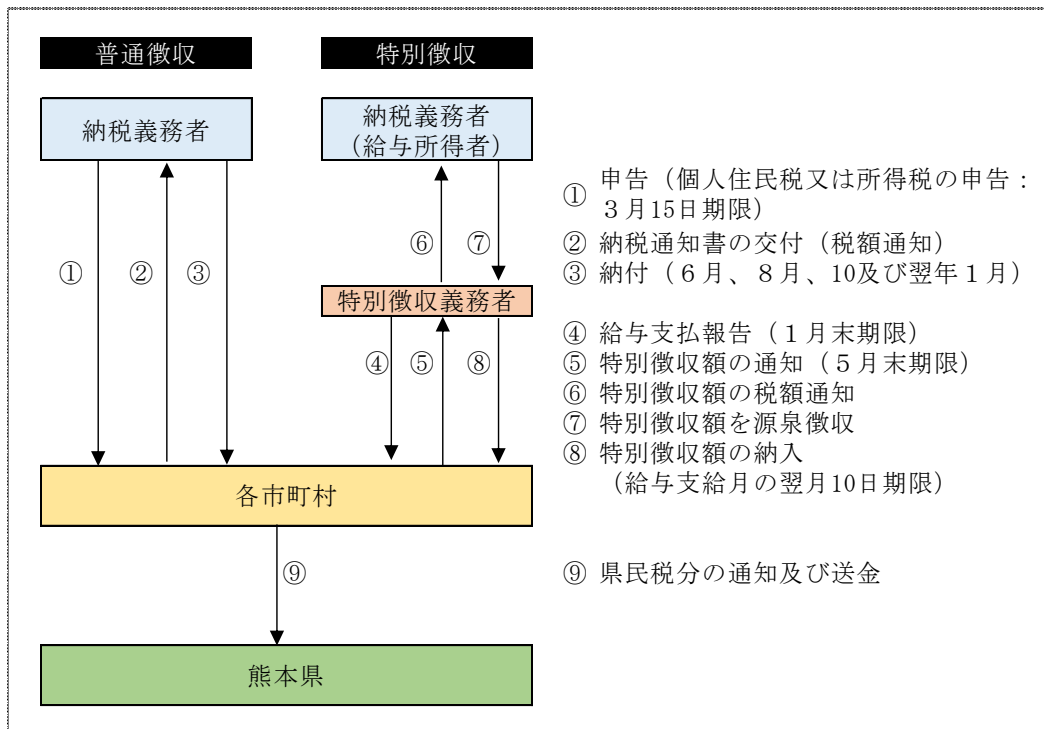 普通徴収
特別徴収
納税義務者
納税義務者
(給与所得者)
①
②
③
⑥
⑦
特別徴収義務者
④
⑤
⑧
各市町村
⑨
熊本県
① 申告（個人住民税又は所得税の申告：
３月15日期限）
② 納税通知書の交付（税額通知）
③ 納付（６月、８月、10及び翌年１月）
④ 給与支払報告（１月末期限）
⑤ 特別徴収額の通知（５月末期限）
⑥ 特別徴収額の税額通知
⑦ 特別徴収額を源泉徴収
⑧ 特別徴収額の納入
（給与支給月の翌月10日期限）
⑨ 県民税分の通知及び送金